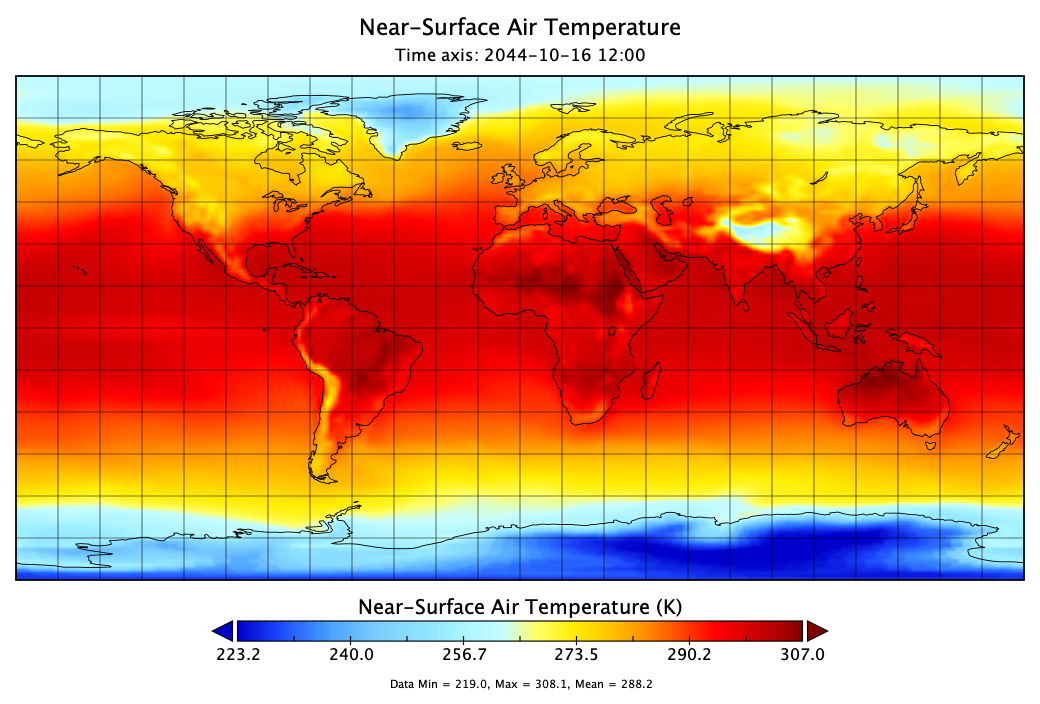 Near-Surface Air Temperature
Time axis: 2044-10-16 12:00
Near-Surface Air Temperature (K)
223.2 240.0 256.7 273.5 290.2 307.0
Data Min = 219.0, Max = 308.1, Mean = 288.2